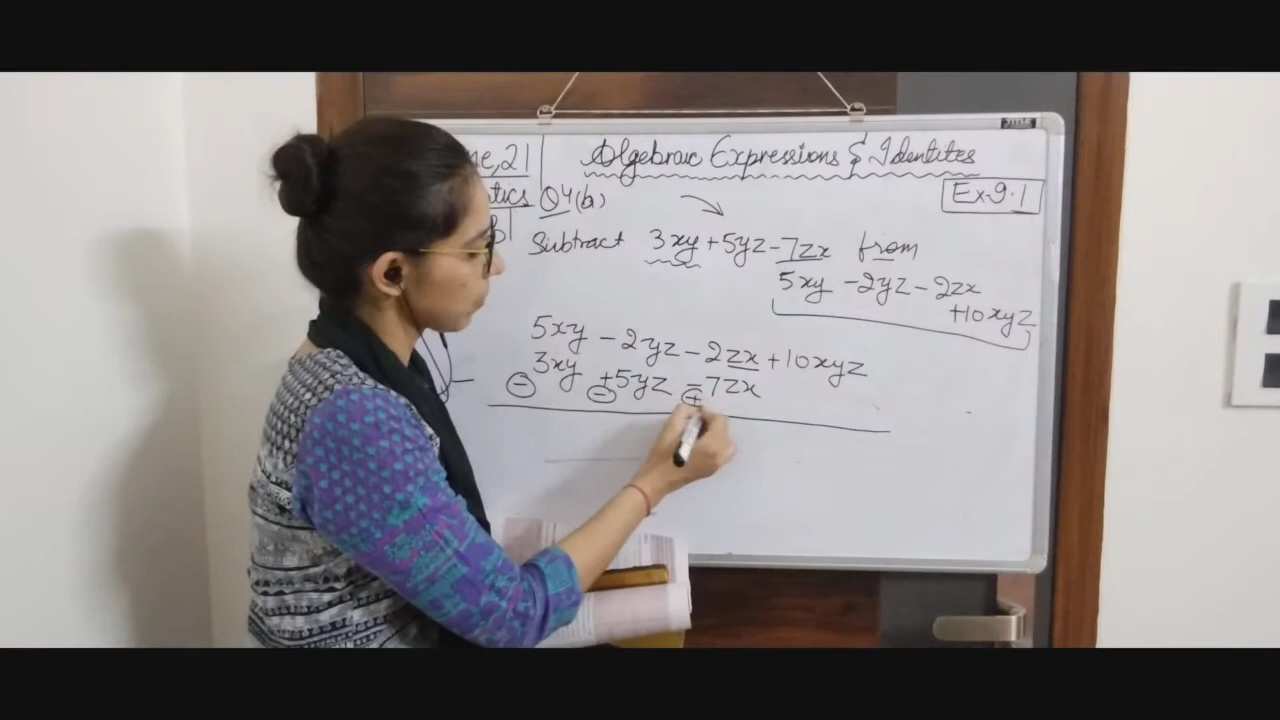 ne,21 Algebraic Expressions & Identites
tics Q4(b) Ex-9.1
Subtract 3xy+5yz-7zx from
5xy -2yz-2zx
+10xyz
5xy -2yz-2zx+10xyz
3xy +5yz -7zx
⊖ ⊖ ⊕